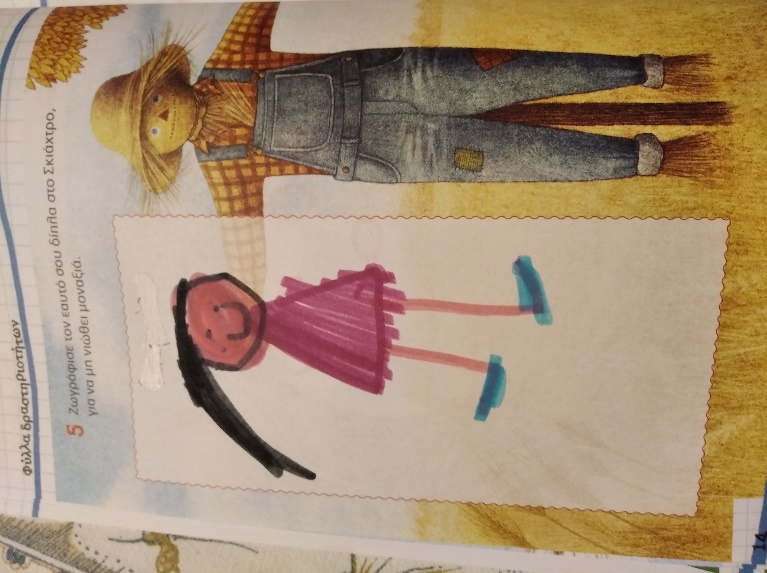 Φύλλα δραστηριοτήτων
5 Ζωγράφισε τον εαυτό σου δίπλα στο Σκιάχτρο,
για να μη νιώθει μοναξιά.
14